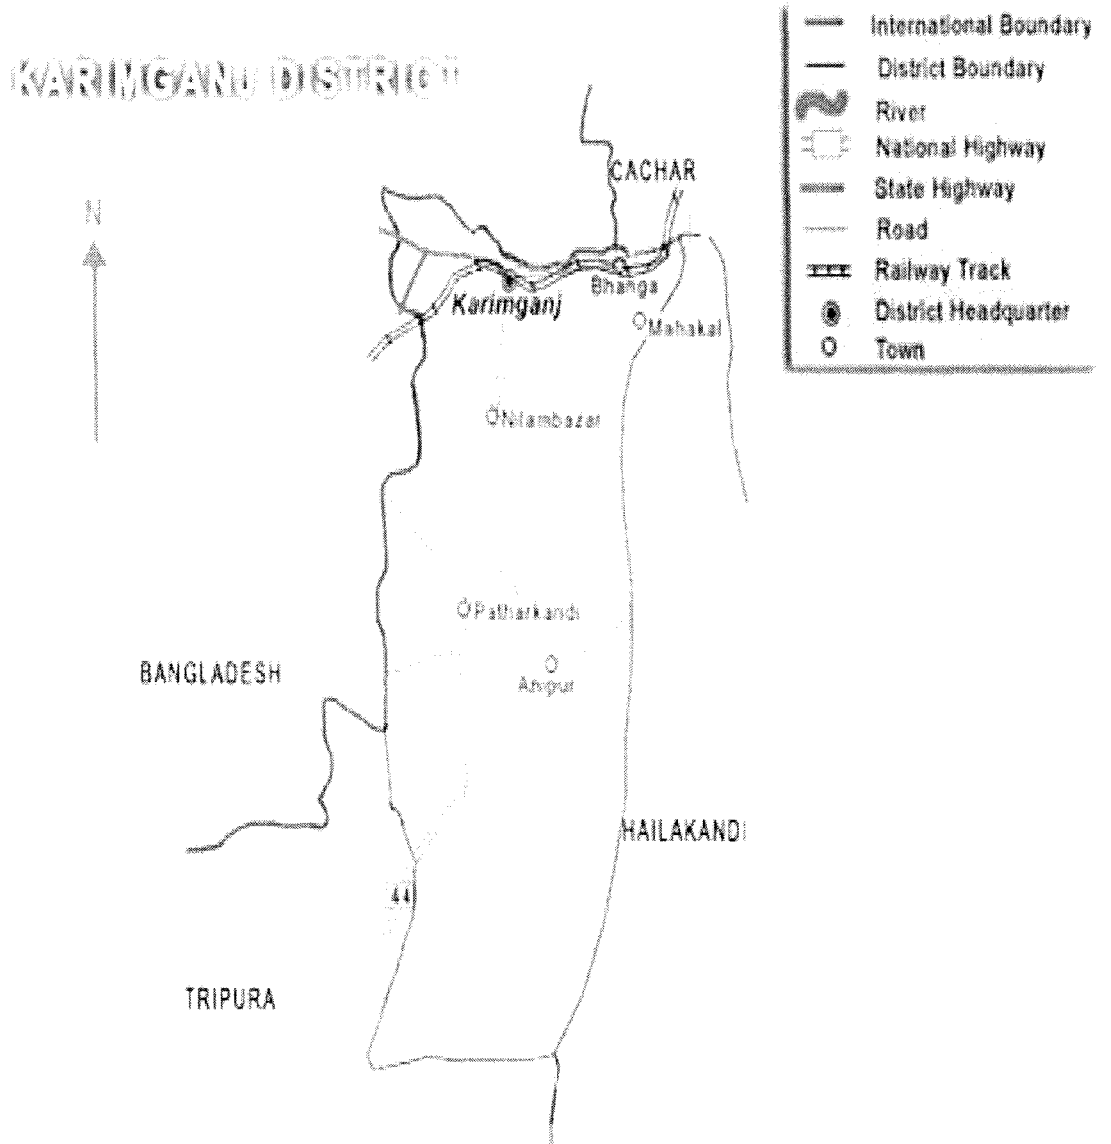 KARIMGANJ DISTRICT
International Boundary
District Boundary
River
National Highway
State Highway
Road
Railway Track
District Headquarter
Town
N
CACHAR
Karimganj
Bhanga
Mahakal
Nilambazar
Patharkandi
Anipur
BANGLADESH
HAILAKANDI
44
TRIPURA